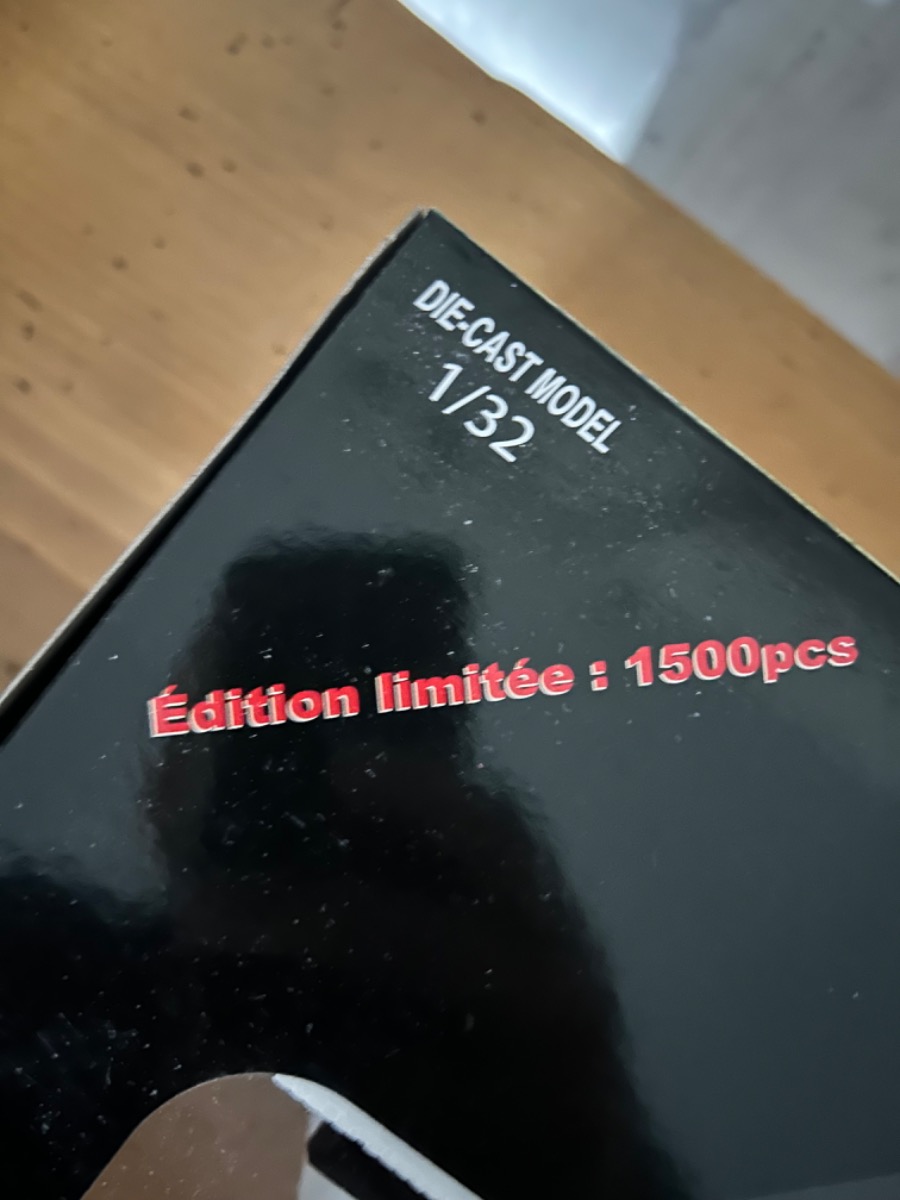 DIE-CAST MODEL
1/32
Édition limitée : 1500pcs